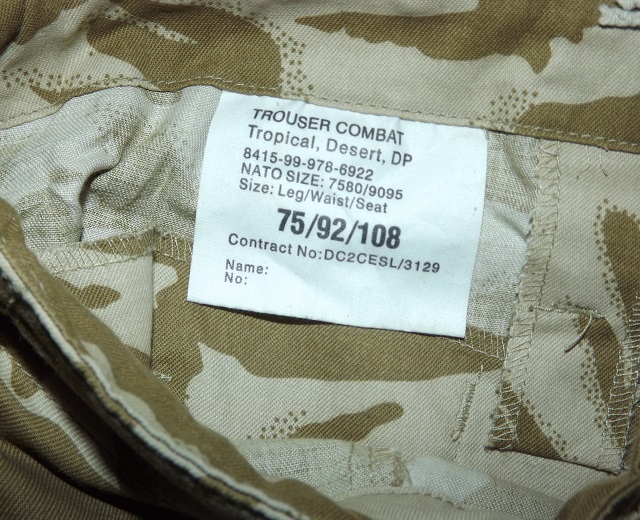 TROUSER COMBAT
Tropical, Desert, DP
8415-99-978-6922
NATO SIZE: 7580/9095
Size: Leg/Waist/Seat
75/92/108
Contract No:DC2CESL/3129
Name:
No: